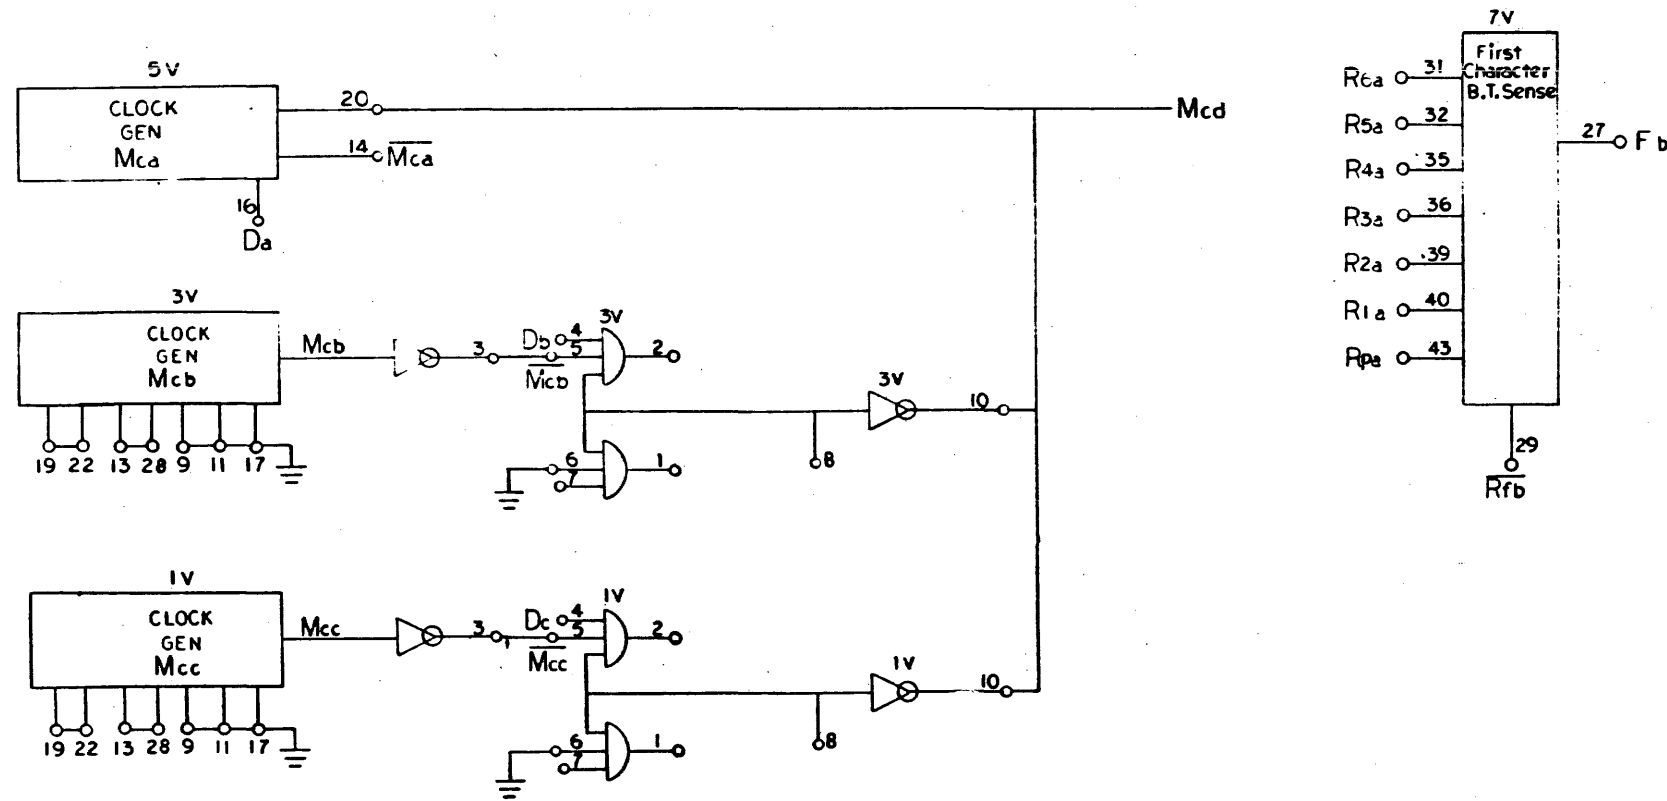 5V
CLOCK
GEN
Mca
20
14
M̅c̅a̅
16
Da
Mcd
3V
CLOCK
GEN
Mcb
Mcb
3
Db
4
5
M̅c̅b̅
3V
2
19 22 13 28 9 11 17
6
7
1
8
3V
10
1V
CLOCK
GEN
Mcc
Mcc
3
Dc
4
5
M̅c̅c̅
1V
2
19 22 13 28 9 11 17
6
7
1
8
1V
10
7V
First
Character
B.T.Sense
R6a 31
R5a 32
R4a 35
R3a 36
R2a 39
R1a 40
Rpa 43
27 Fb
29
R̅f̅b̅